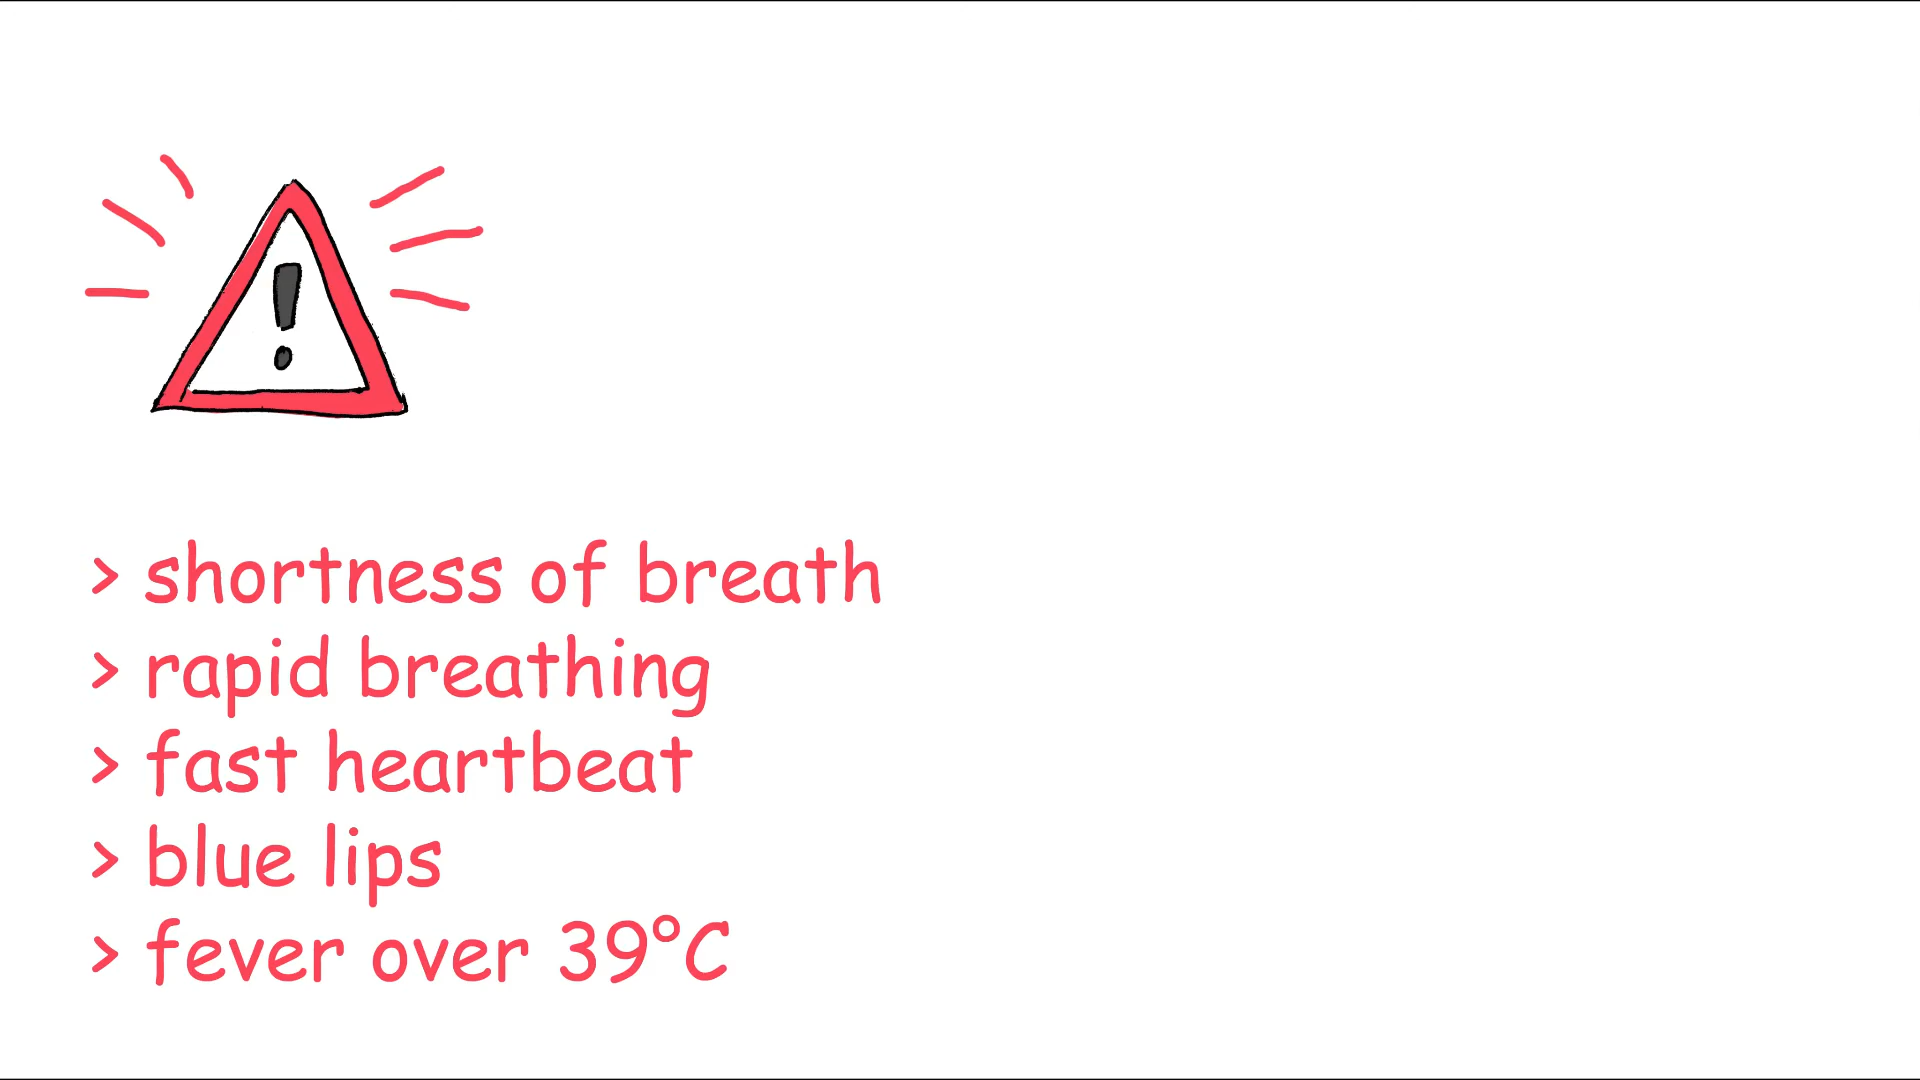 !
> shortness of breath
> rapid breathing
> fast heartbeat
> blue lips
> fever over 39°C